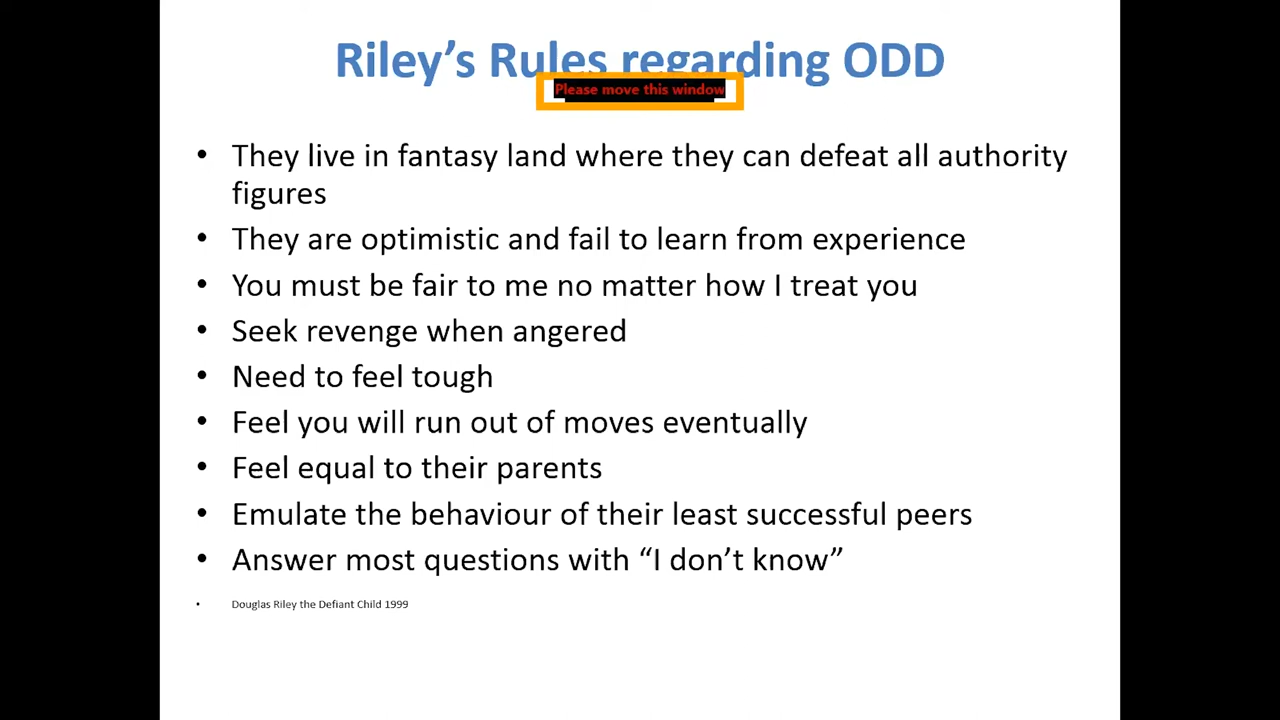 Riley's Rules regarding ODD
Please move this window
• They live in fantasy land where they can defeat all authority
figures
• They are optimistic and fail to learn from experience
• You must be fair to me no matter how I treat you
• Seek revenge when angered
• Need to feel tough
• Feel you will run out of moves eventually
• Feel equal to their parents
• Emulate the behaviour of their least successful peers
• Answer most questions with “I don’t know”
• Douglas Riley the Defiant Child 1999